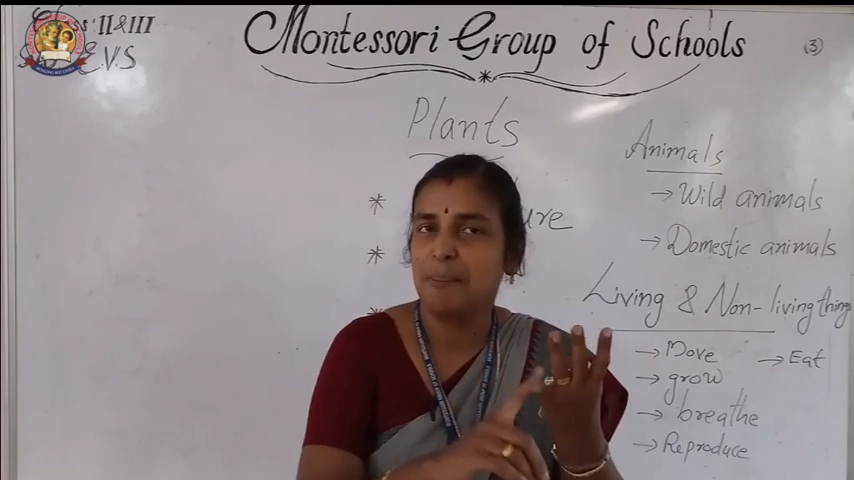 Class II & III
E.V.S
Montessori Group of Schools
3
Plants
*
ure
*
*
Animals
→ Wild animals
→ Domestic animals
Living & Non-living things
→ Move → Eat
→ grow
→ breathe
→ Reproduce